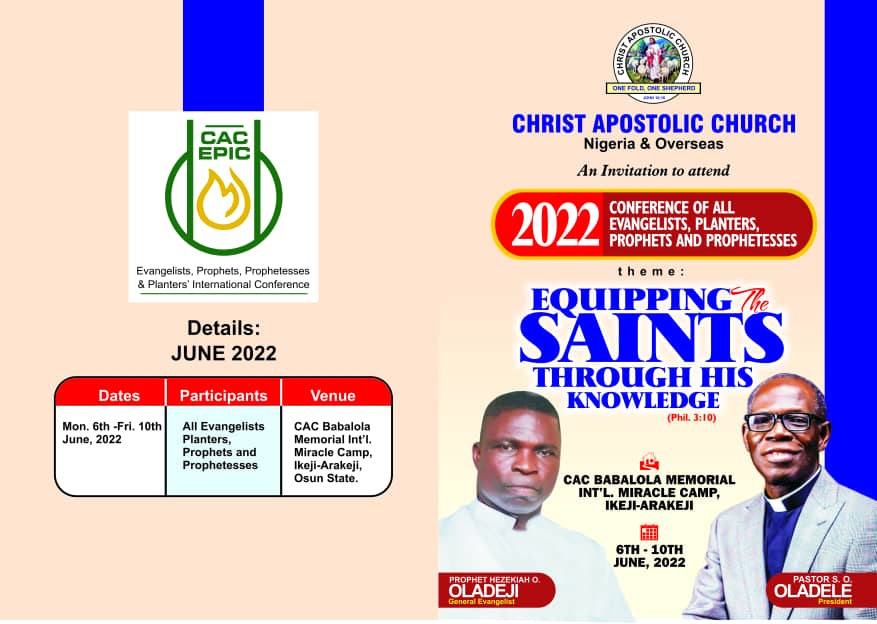 CAC
EPIC
Evangelists, Prophets, Prophetesses
& Planters' International Conference
Details:
JUNE 2022
Dates
Participants
Venue
Mon. 6th -Fri. 10th
June, 2022
All Evangelists
Planters,
Prophets and
Prophetesses
CAC Babalola
Memorial Int'l.
Miracle Camp,
Ikeji-Arakeji,
Osun State.
CHRIST APOSTOLIC CHURCH
ONE FOLD, ONE SHEPHERD
JOHN 10:16
CHRIST APOSTOLIC CHURCH
Nigeria & Overseas
An Invitation to attend
2022
CONFERENCE OF ALL
EVANGELISTS, PLANTERS,
PROPHETS AND PROPHETESSES
theme:
EQUIPPING The
SAINTS
THROUGH HIS
KNOWLEDGE
(Phil. 3:10)
CAC BABALOLA MEMORIAL
INT'L. MIRACLE CAMP,
IKEJI-ARAKEJI
6TH - 10TH
JUNE, 2022
PROPHET HEZEKIAH O.
OLADEJI
General Evangelist
PASTOR S. O.
OLADELE
President